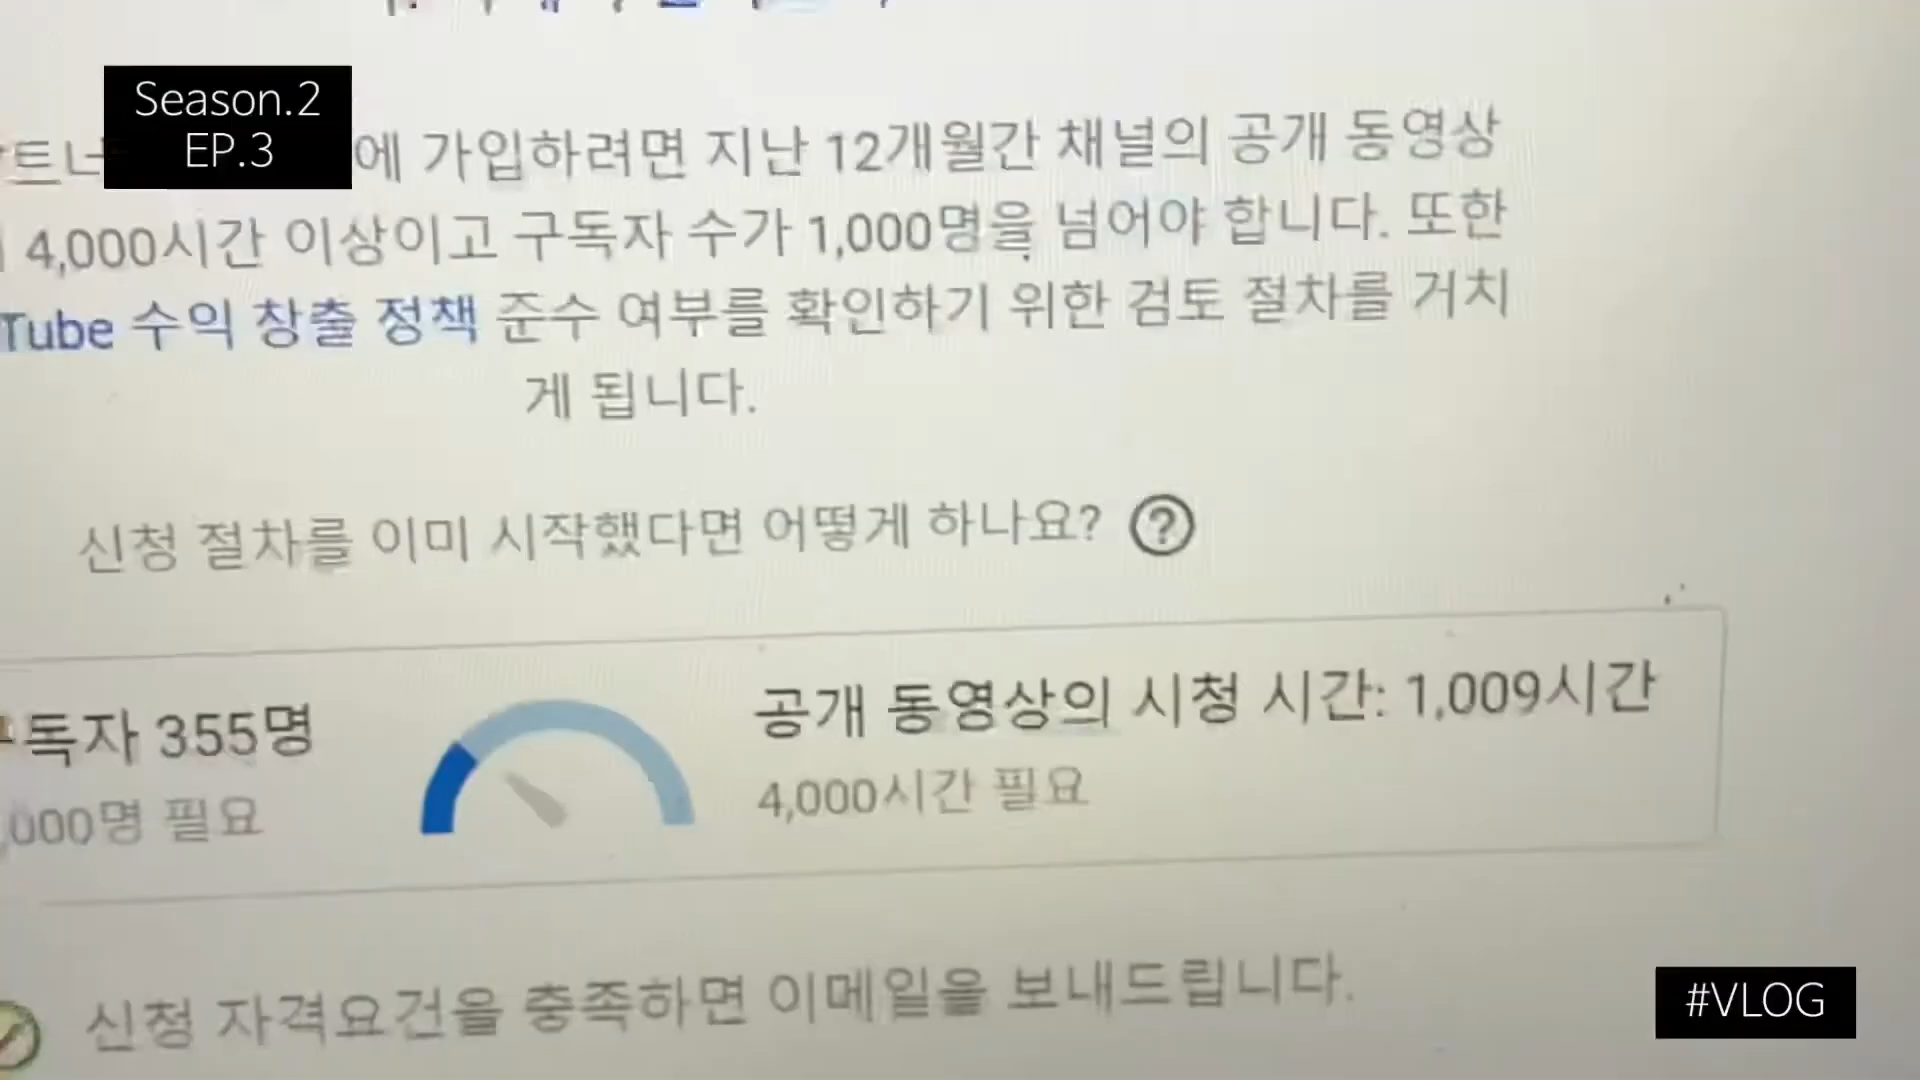 Season.2
EP.3
에 가입하려면 지난 12개월간 채널의 공개 동영상
4,000시간 이상이고 구독자 수가 1,000명을 넘어야 합니다. 또한
Tube 수익 창출 정책 준수 여부를 확인하기 위한 검토 절차를 거치
게 됩니다.
신청 절차를 이미 시작했다면 어떻게 하나요? ?
독자 355명
공개 동영상의 시청 시간: 1,009시간
000명 필요
4,000시간 필요
신청 자격요건을 충족하면 이메일을 보내드립니다.
#VLOG